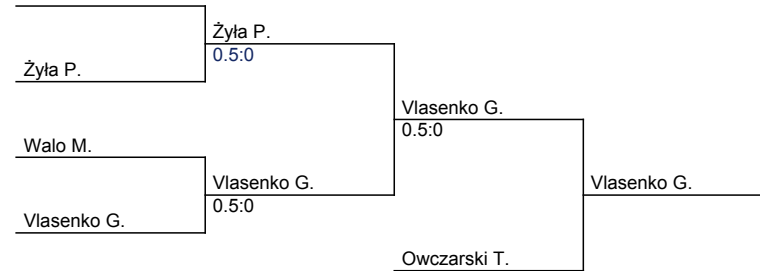 Żyła P.
0.5:0
Żyła P.
Vlasenko G.
0.5:0
Walo M.
Vlasenko G.
0.5:0
Vlasenko G.
Vlasenko G.
Owczarski T.